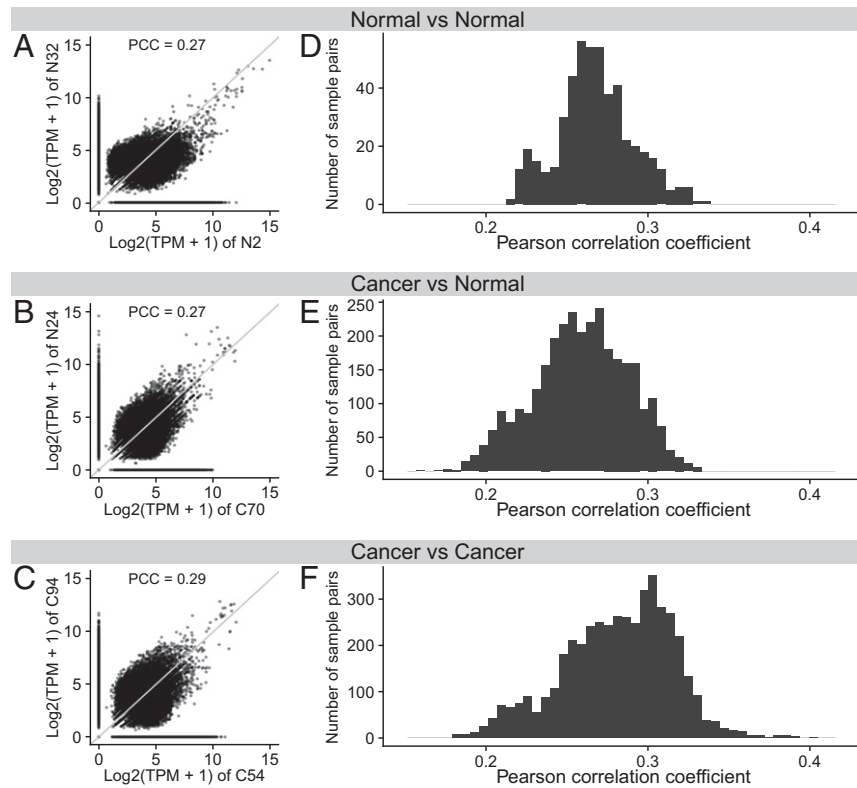 Normal vs Normal
A
PCC = 0.27
Log2(TPM + 1) of N32
15
10
5
0
0 5 10 15
Log2(TPM + 1) of N2
D
Number of sample pairs
40
20
0
0.2 0.3 0.4
Pearson correlation coefficient
Cancer vs Normal
B
PCC = 0.27
Log2(TPM + 1) of N24
15
10
5
0
0 5 10 15
Log2(TPM + 1) of C70
E
Number of sample pairs
250
200
150
100
50
0
0.2 0.3 0.4
Pearson correlation coefficient
Cancer vs Cancer
C
PCC = 0.29
Log2(TPM + 1) of C94
15
10
5
0
0 5 10 15
Log2(TPM + 1) of C54
F
Number of sample pairs
300
200
100
0
0.2 0.3 0.4
Pearson correlation coefficient